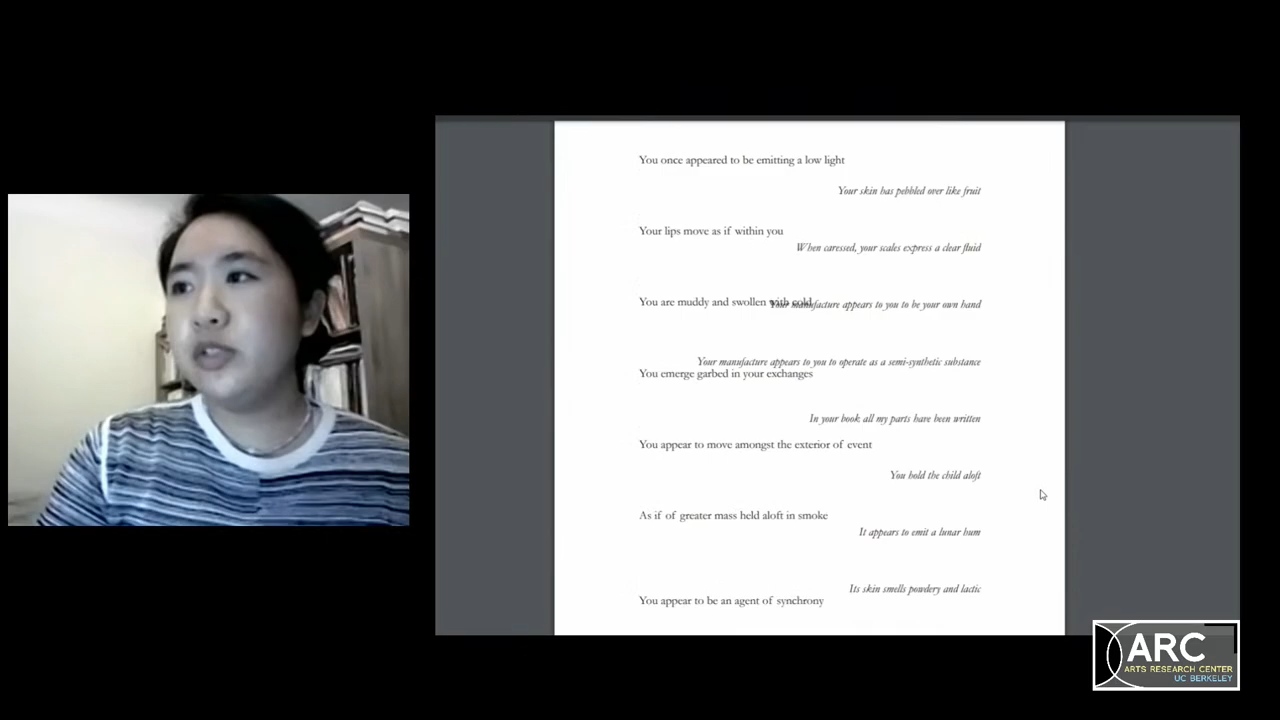 You once appeared to be emitting a low light
Your skin has pebbled over like fruit
Your lips move as if within you
When caressed, your scales express a clear fluid
You are muddy and swollen with cold
Your manufacture appears to you to be your own hand
Your manufacture appears to you to operate as a semi-synthetic substance
You emerge garbed in your exchanges
In your book all my parts have been written
You appear to move amongst the exterior of event
You hold the child aloft
As if of greater mass held aloft in smoke
It appears to emit a lunar hum
Its skin smells powdery and lactic
You appear to be an agent of synchrony
ARC
ARTS RESEARCH CENTER
UC BERKELEY